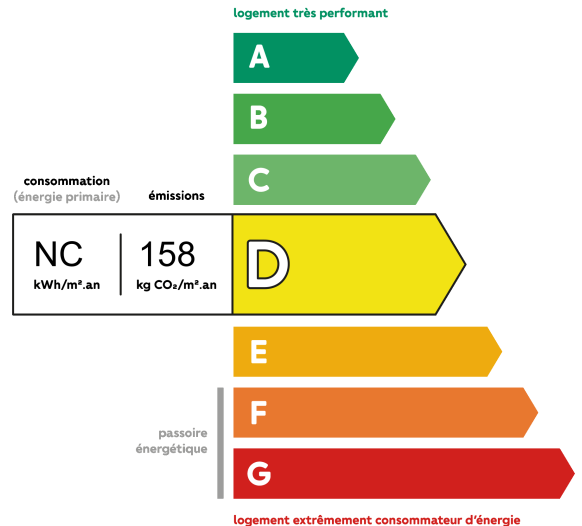 logement très performant
A
B
C
consommation
(énergie primaire)
émissions
NC
kWh/m².an
158
kg CO₂/m².an
D
E
F
passoire
énergétique
G
logement extrêmement consommateur d'énergie